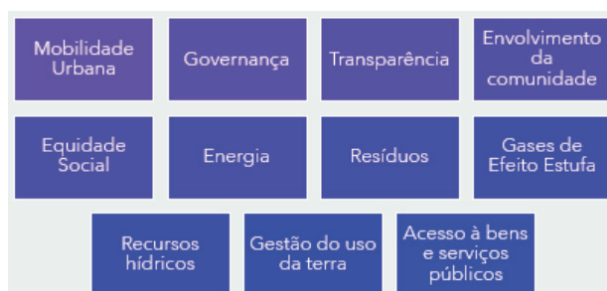 Mobilidade
Urbana
Governança
Transparência
Envolvimento
da
comunidade
Equidade
Social
Energia
Resíduos
Gases de
Efeito Estufa
Recursos
hídricos
Gestão do uso
da terra
Acesso à bens
e serviços
públicos